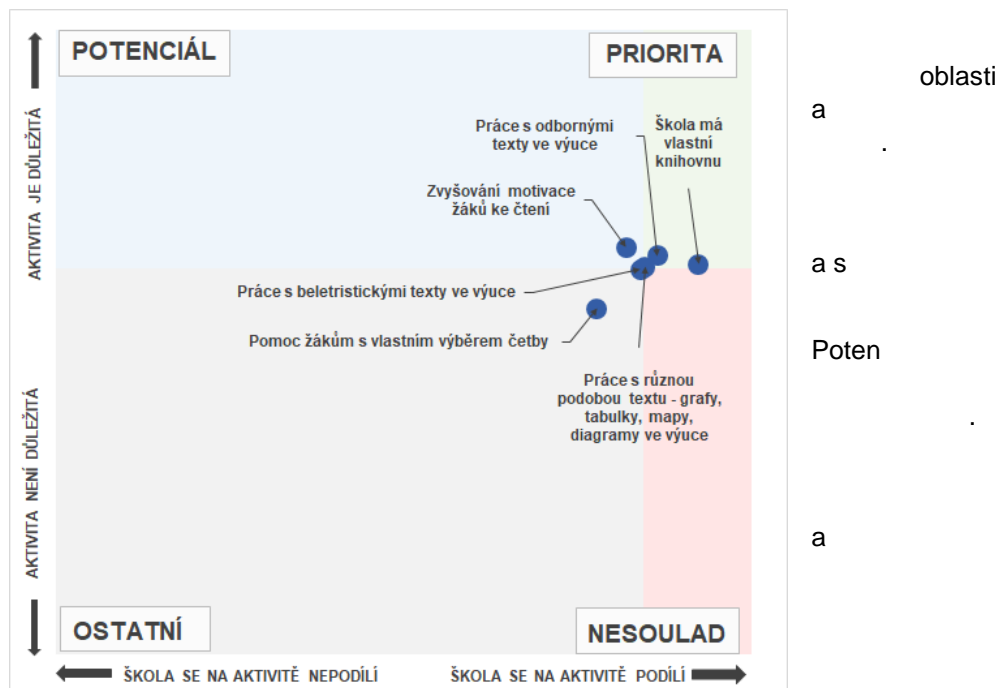 POTENCIÁL
PRIORITA
AKTIVITA JE DŮLEŽITÁ
Práce s odbornými
texty ve výuce
Škola má
vlastní
knihovnu
Zvyšování motivace
žáků ke čtení
Práce s beletristickými texty ve výuce
Pomoc žákům s vlastním výběrem četby
Práce s různou
podobou textu - grafy,
tabulky, mapy,
diagramy ve výuce
AKTIVITA NENÍ DŮLEŽITÁ
OSTATNÍ
NESOULAD
ŠKOLA SE NA AKTIVITĚ NEPODÍLÍ
ŠKOLA SE NA AKTIVITĚ PODÍLÍ
oblasti
a
.
a s
Poten
.
a